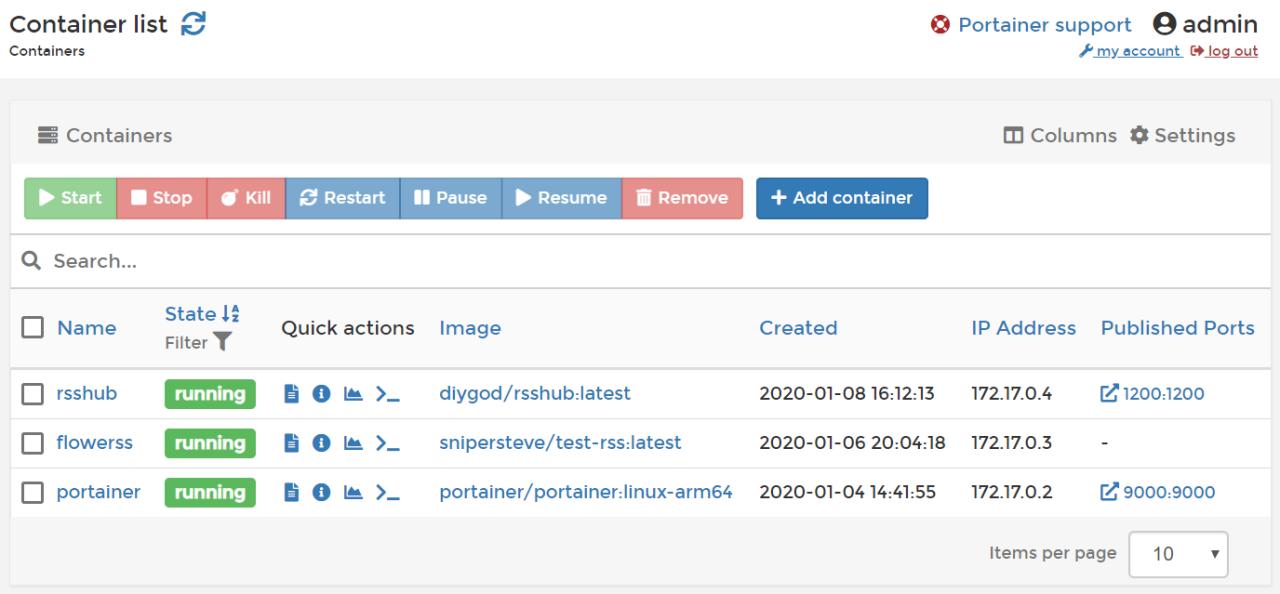 Container list
Portainer support admin
Containers
my account log out
Containers
Columns Settings
Start Stop Kill Restart Pause Resume Remove Add container
Search...
Name State Filter Quick actions Image Created IP Address Published Ports
rsshub running diygod/rsshub:latest 2020-01-08 16:12:13 172.17.0.4 1200:1200
flowerss running snipersteve/test-rss:latest 2020-01-06 20:04:18 172.17.0.3 -
portainer running portainer/portainer:linux-arm64 2020-01-04 14:41:55 172.17.0.2 9000:9000
Items per page 10